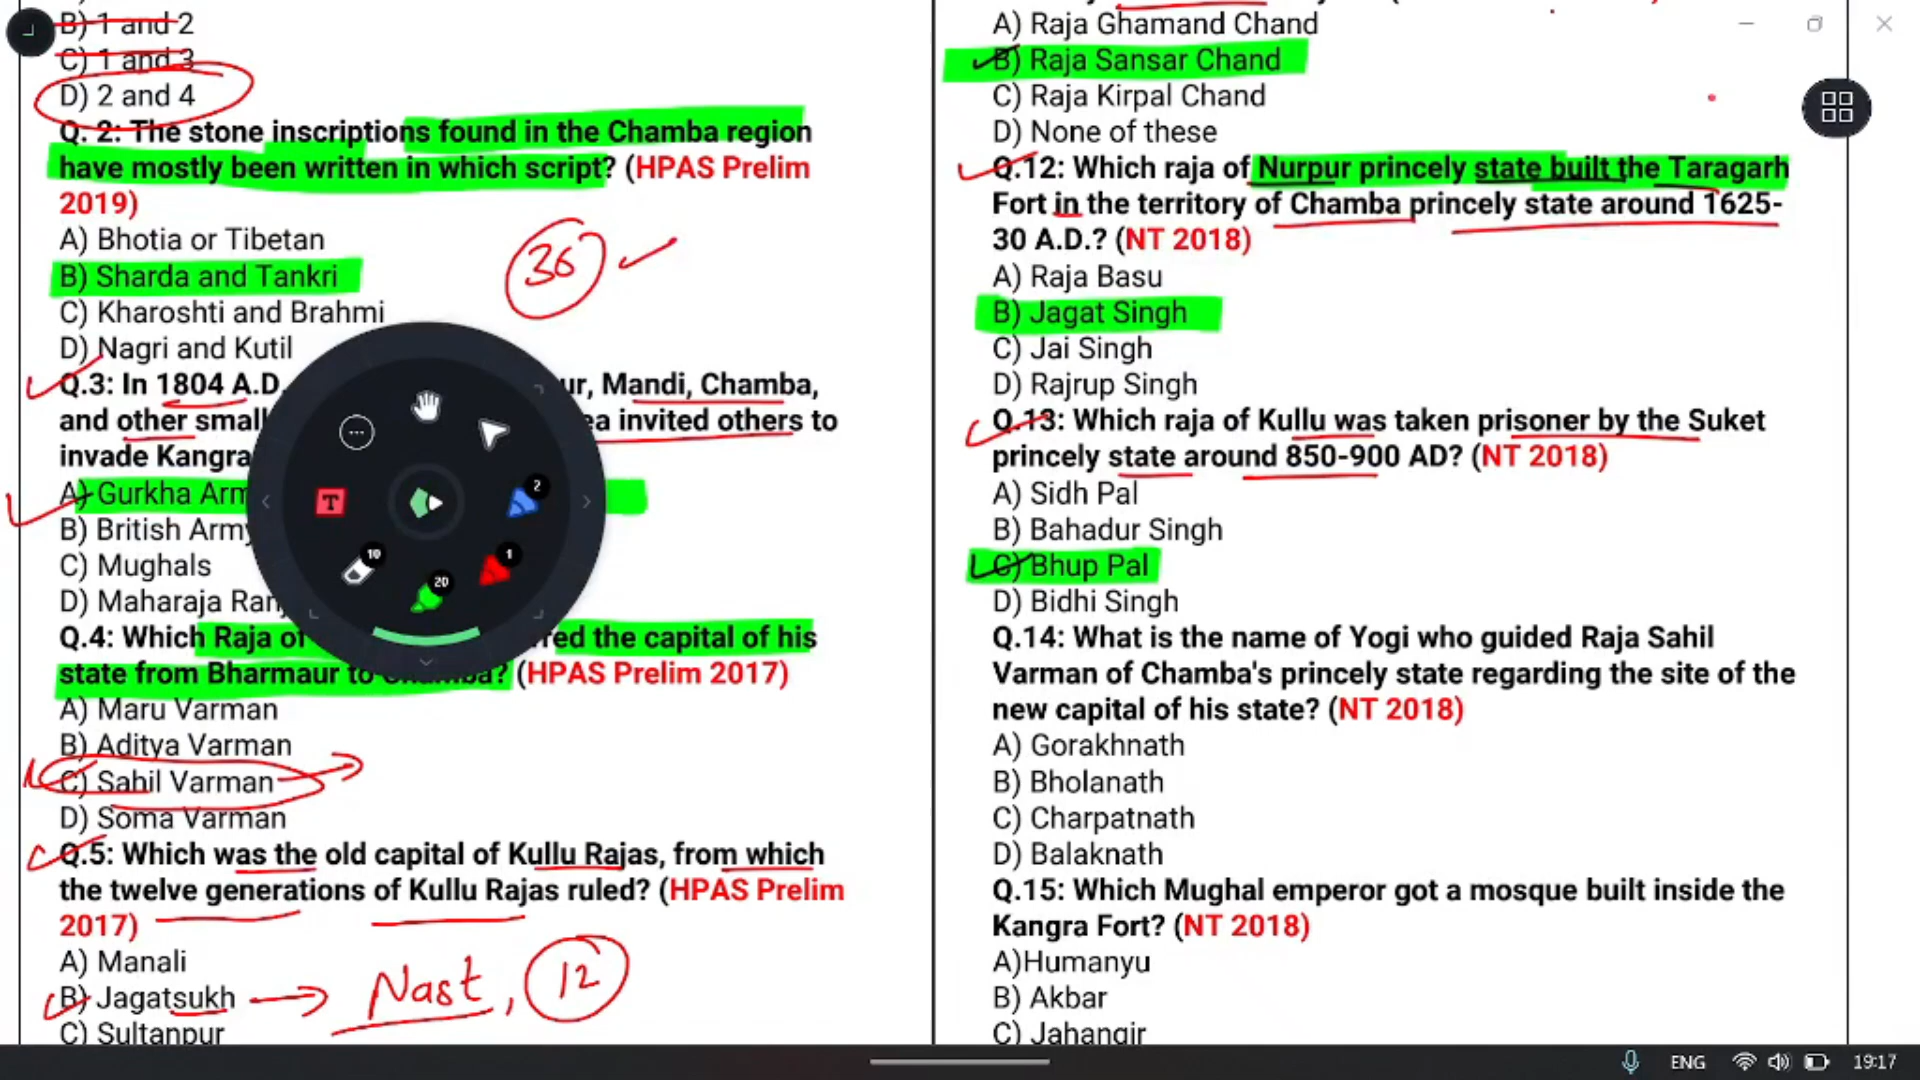 B) 1 and 2
C) 1 and 3
D) 2 and 4
Q. 2: The stone inscriptions found in the Chamba region
have mostly been written in which script? (HPAS Prelim
2019)
A) Bhotia or Tibetan
B) Sharda and Tankri
C) Kharoshti and Brahmi
D) Nagri and Kutil
36
Q.3: In 1804 A.D. ur, Mandi, Chamba,
and other small ea invited others to
invade Kangra
A) Gurkha Arm
B) British Army
C) Mughals
D) Maharaja Ran
Q.4: Which Raja of red the capital of his
state from Bharmaur to Chamba? (HPAS Prelim 2017)
A) Maru Varman
B) Aditya Varman
C) Sahil Varman
D) Soma Varman
Q.5: Which was the old capital of Kullu Rajas, from which
the twelve generations of Kullu Rajas ruled? (HPAS Prelim
2017)
A) Manali
B) Jagatsukh
Nast, 12
C) Sultanpur
T
2
10
1
20
A) Raja Ghamand Chand
B) Raja Sansar Chand
C) Raja Kirpal Chand
D) None of these
Q.12: Which raja of Nurpur princely state built the Taragarh
Fort in the territory of Chamba princely state around 1625-
30 A.D.? (NT 2018)
A) Raja Basu
B) Jagat Singh
C) Jai Singh
D) Rajrup Singh
Q.13: Which raja of Kullu was taken prisoner by the Suket
princely state around 850-900 AD? (NT 2018)
A) Sidh Pal
B) Bahadur Singh
C) Bhup Pal
D) Bidhi Singh
Q.14: What is the name of Yogi who guided Raja Sahil
Varman of Chamba's princely state regarding the site of the
new capital of his state? (NT 2018)
A) Gorakhnath
B) Bholanath
C) Charpatnath
D) Balaknath
Q.15: Which Mughal emperor got a mosque built inside the
Kangra Fort? (NT 2018)
A)Humanyu
B) Akbar
C) Jahangir
ENG
19:17